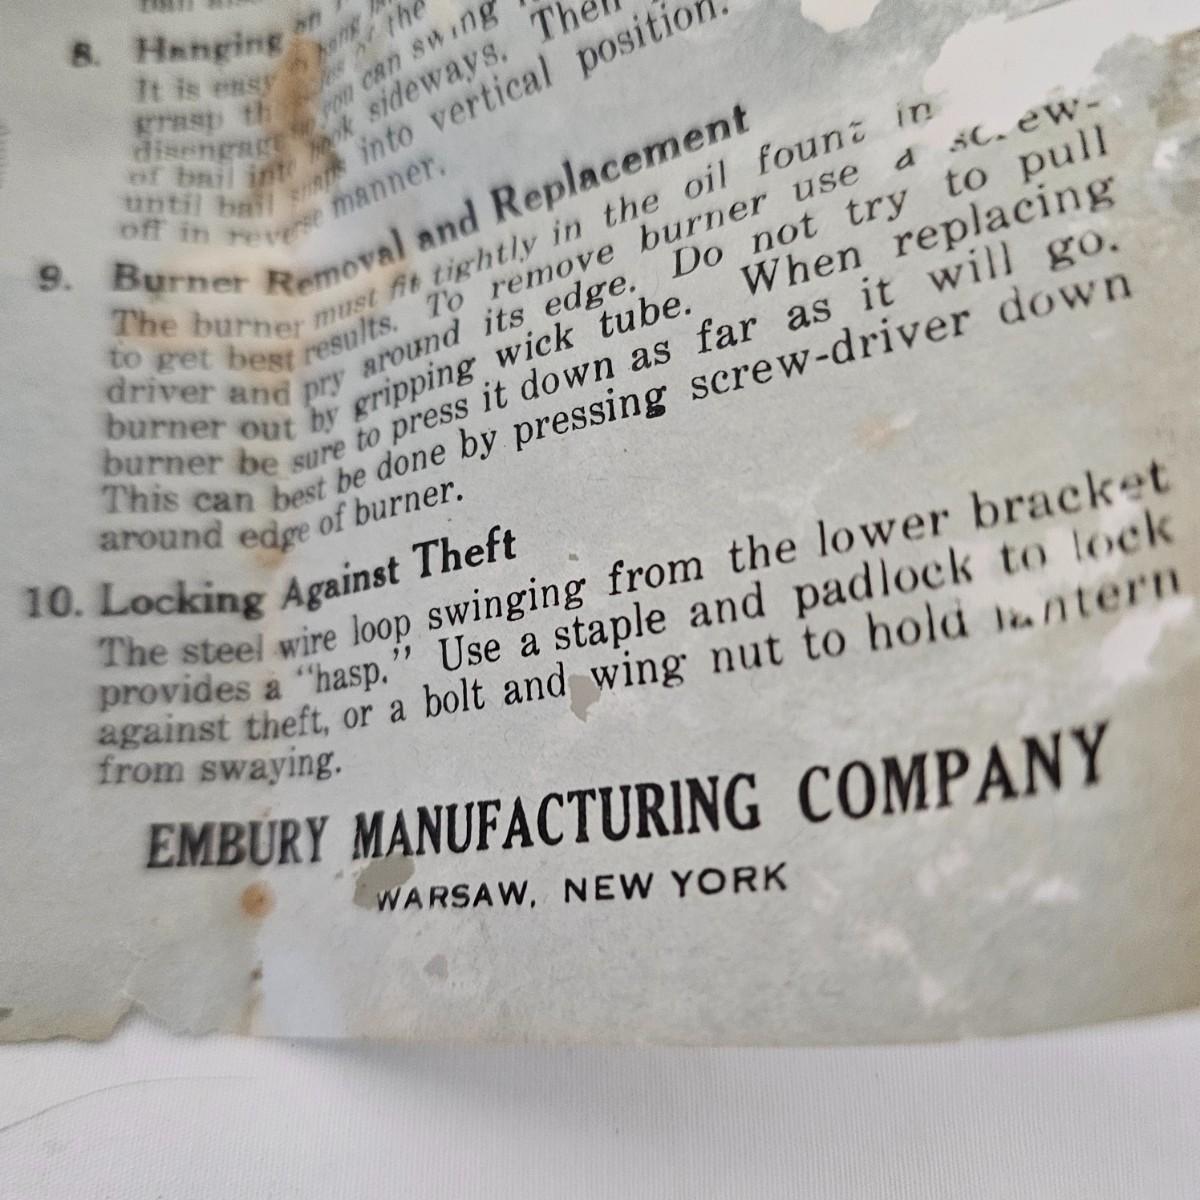 8. Hanging
It is easy
grasp the can swing
disengage hook sideways. Then
of bail into into vertical position.
until bail snaps
off in reverse manner.
9. Burner Removal and Replacement
The burner must fit tightly in the oil fount in
to get best results. To remove burner use a screw-
driver and pry around its edge. Do not try to pull
burner out by gripping wick tube. When replacing
burner be sure to press it down as far as it will go.
This can best be done by pressing screw-driver down
around edge of burner.
10. Locking Against Theft
The steel wire loop swinging from the lower bracket
provides a "hasp." Use a staple and padlock to lock
against theft, or a bolt and wing nut to hold lantern
from swaying.
EMBURY MANUFACTURING COMPANY
WARSAW, NEW YORK